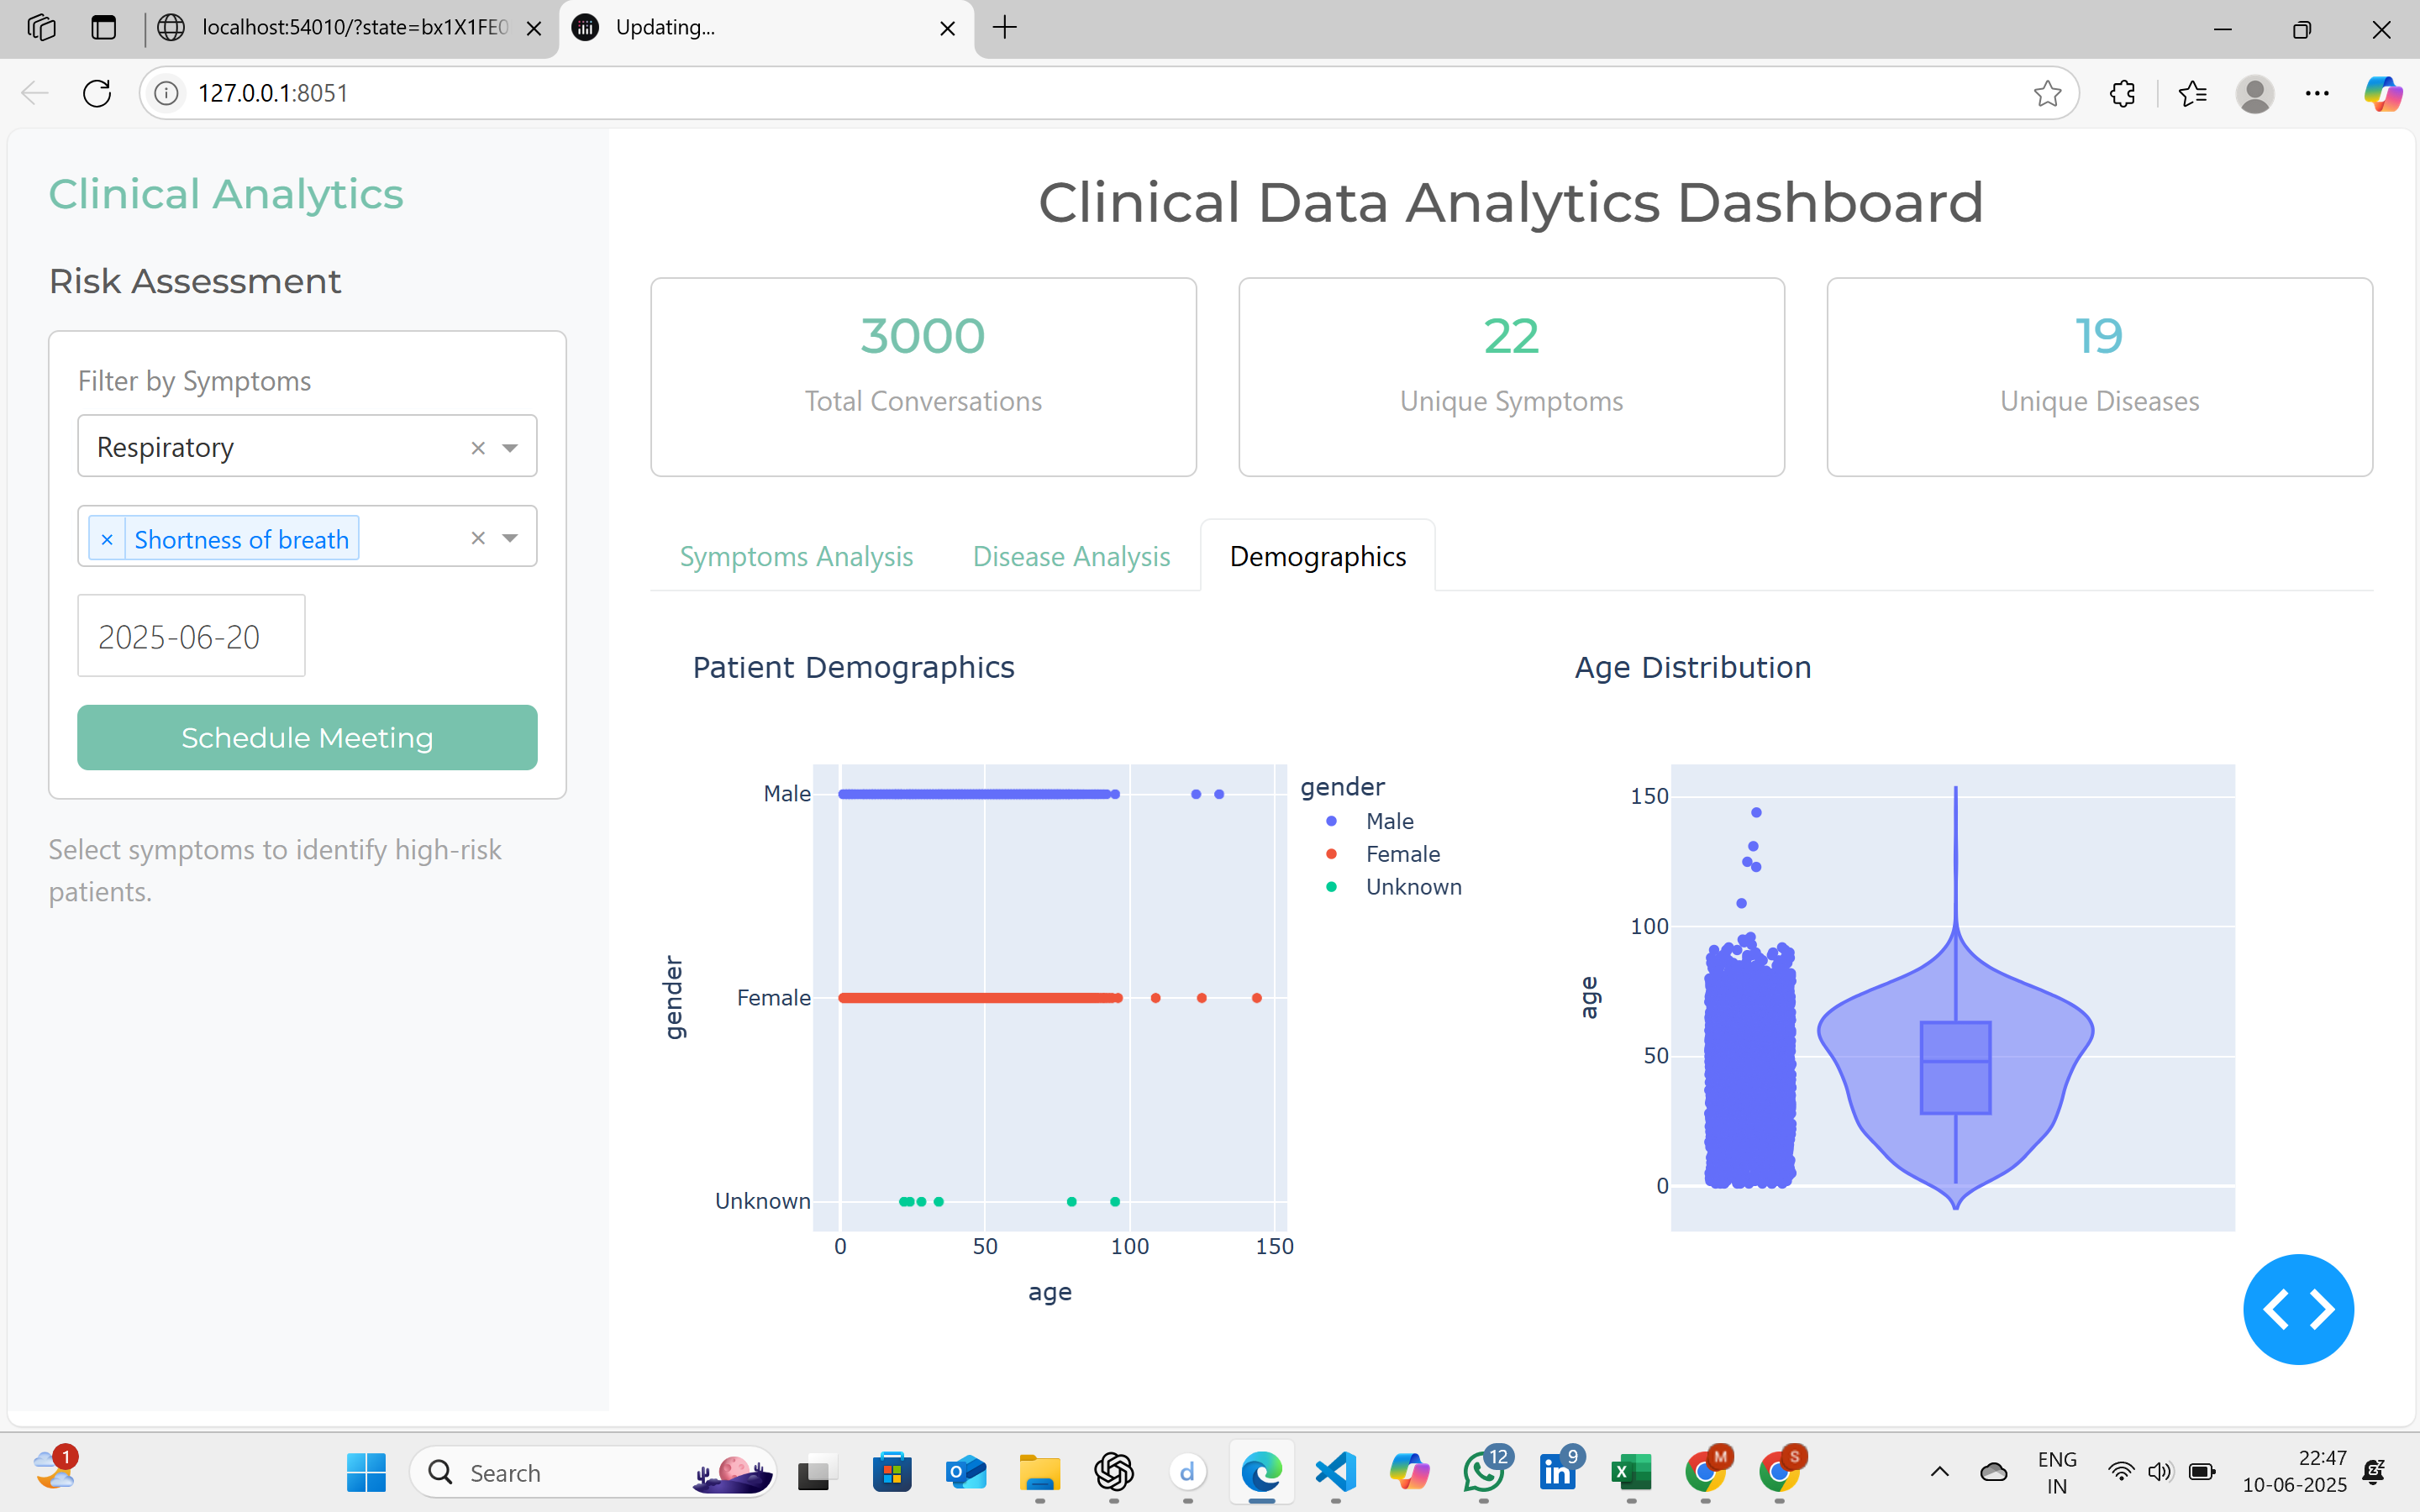 localhost:54010/?state=bx1X1FE0
Updating...
127.0.0.1:8051
Clinical Analytics
Risk Assessment
Filter by Symptoms
Respiratory
× Shortness of breath
2025-06-20
Schedule Meeting
Select symptoms to identify high-risk
patients.
Clinical Data Analytics Dashboard
3000
Total Conversations
22
Unique Symptoms
19
Unique Diseases
Symptoms Analysis
Disease Analysis
Demographics
Patient Demographics
Male
Female
Unknown
gender
0 50 100 150
age
gender
Male
Female
Unknown
Age Distribution
150
100
50
0
age
1
Search
d
12
9
M
S
ENG
IN
22:47
10-06-2025